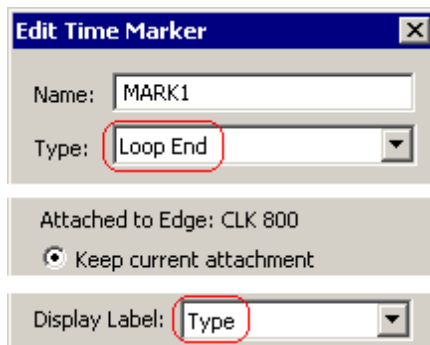 Edit Time Marker
Name: MARK1
Type: Loop End
Attached to Edge: CLK 800
Keep current attachment
Display Label: Type